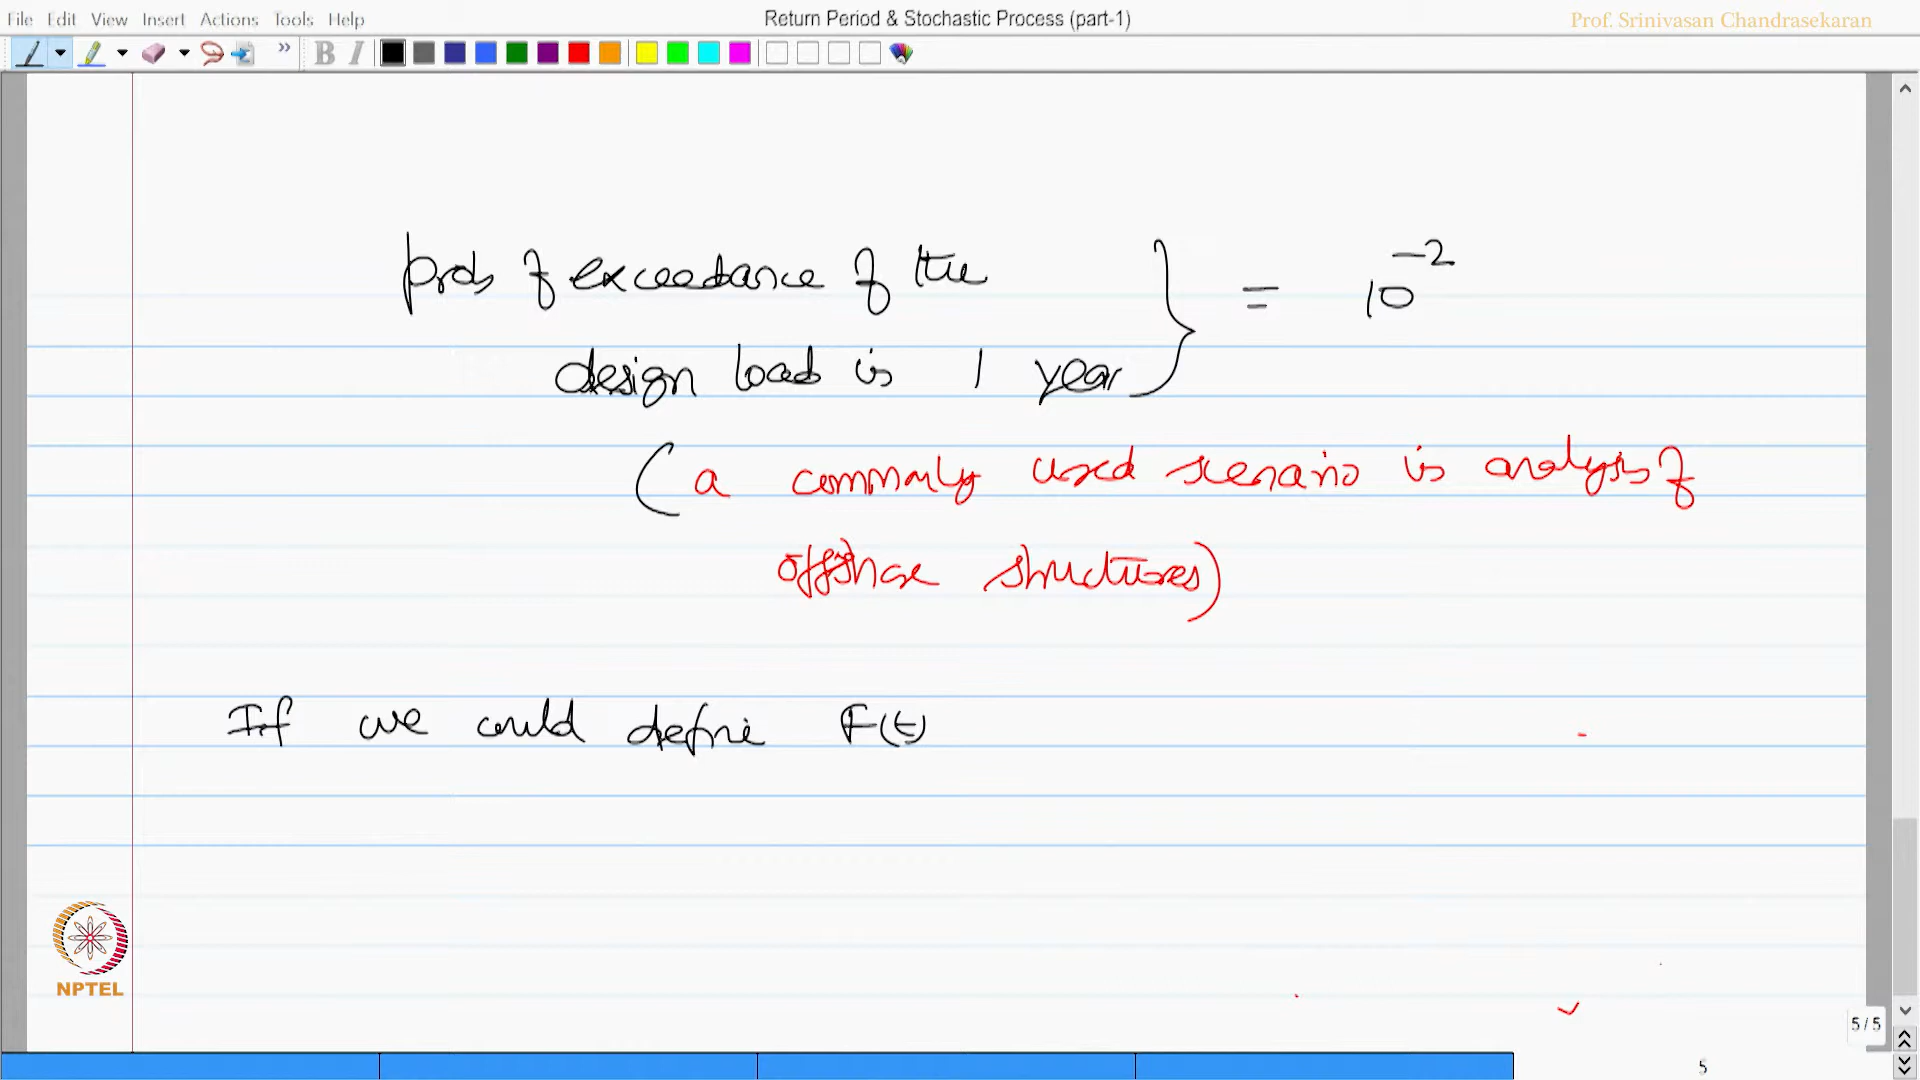 File Edit View Insert Actions Tools Help
Return Period & Stochastic Process (part-1)
Prof. Srinivasan Chandrasekaran
B I
prob of exceedance of the
design load is 1 year } = 10⁻²
(a commonly used scenario is analysis of
offshore structures)
If we could define F(t)
NPTEL
5 / 5
5